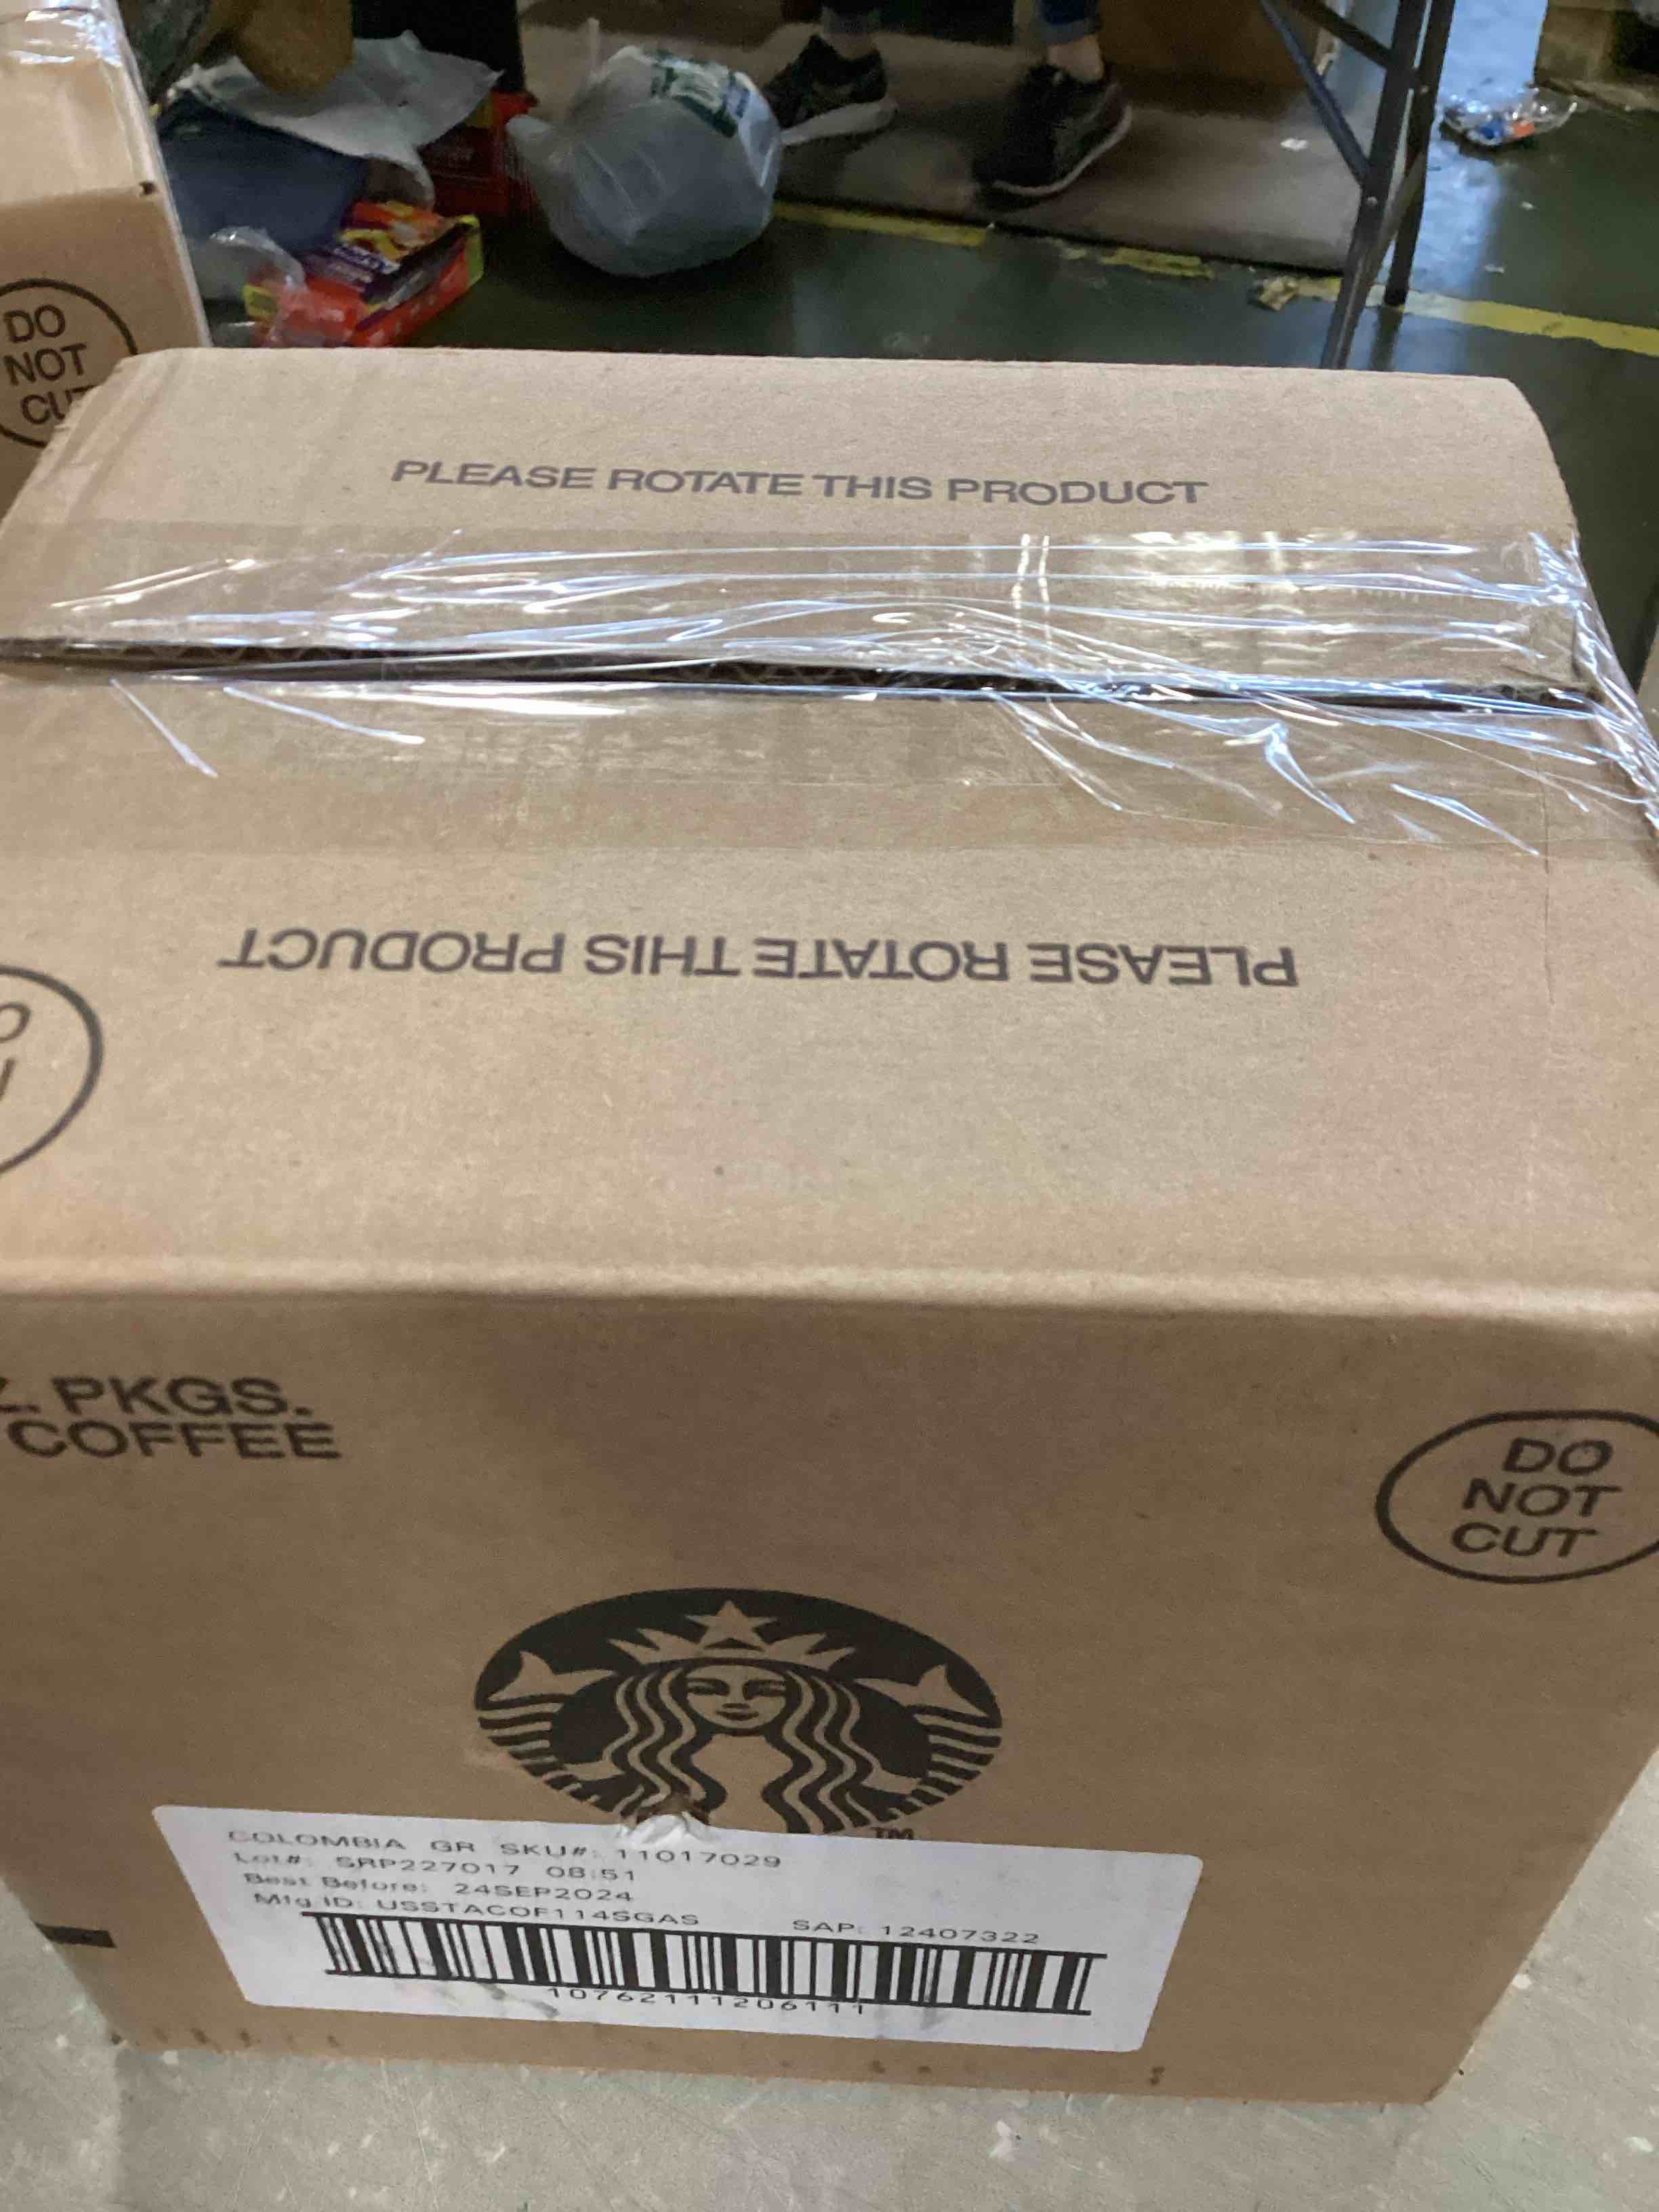 DO
NOT
PLEASE ROTATE THIS PRODUCT
PLEASE ROTATE THIS PRODUCT
PKGS.
COFFEE
DO
NOT
CUT
TM
COLOMBIA GR SKU#: 11017029
Lot#: SRP227017 08:51
Best Before: 24SEP2024
Mfg ID: USSTACOF114SGAS SAP: 12407322
10762111206111